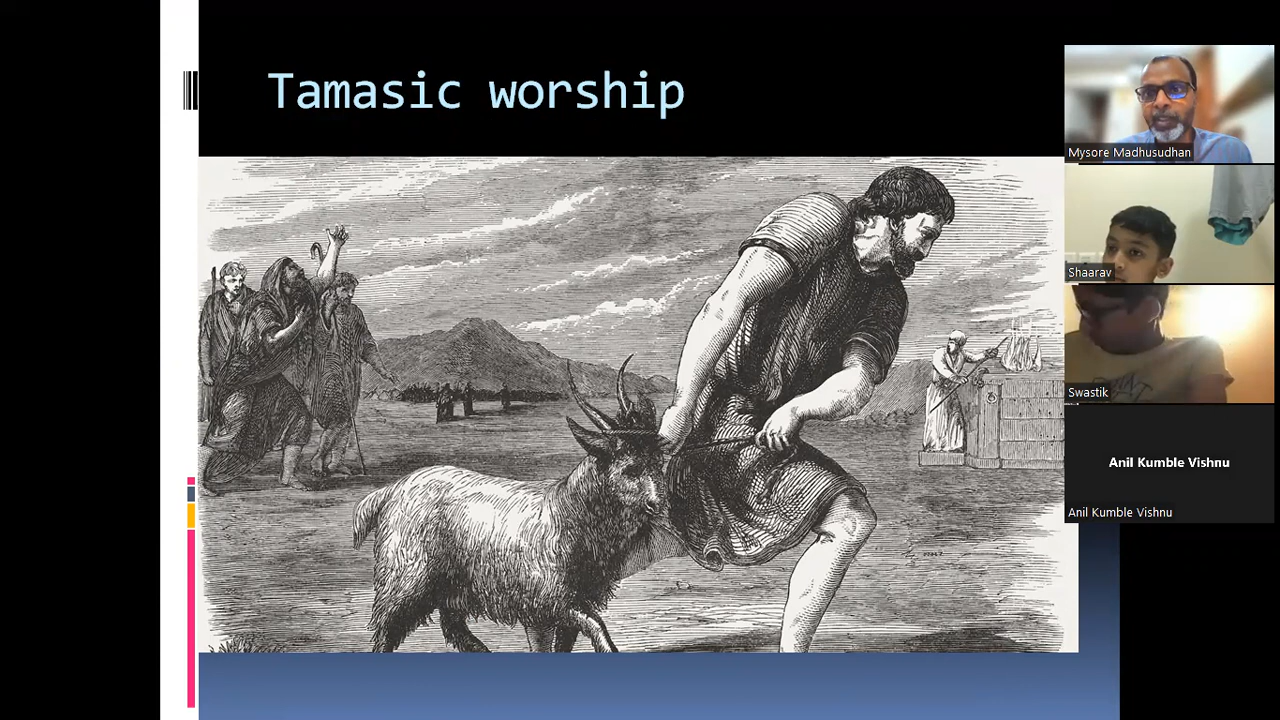 Tamasic worship
Mysore Madhusudhan
Shaarav
Swastik
Anil Kumble Vishnu
Anil Kumble Vishnu